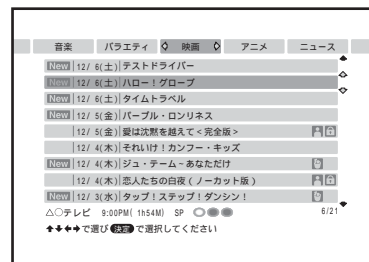 音楽 バラエティ 映画 アニメ ニュース
New 12/ 6(土) テストドライバー
New 12/ 6(土) ハロー！グローブ
New 12/ 6(土) タイムトラベル
New 12/ 5(金) パープル・ロンリネス
12/ 5(金) 愛は沈黙を越えて＜完全版＞
12/ 4(木) それいけ！カンフー・キッズ
New 12/ 4(木) ジュ・テーム～あなただけ
12/ 4(木) 恋人たちの白夜（ノーカット版）
New 12/ 3(水) タップ！ステップ！ダンシン！
△○テレビ 9:00PM( 1h54M) SP 6/21
↑↓←→で選び 決定 で選択してください